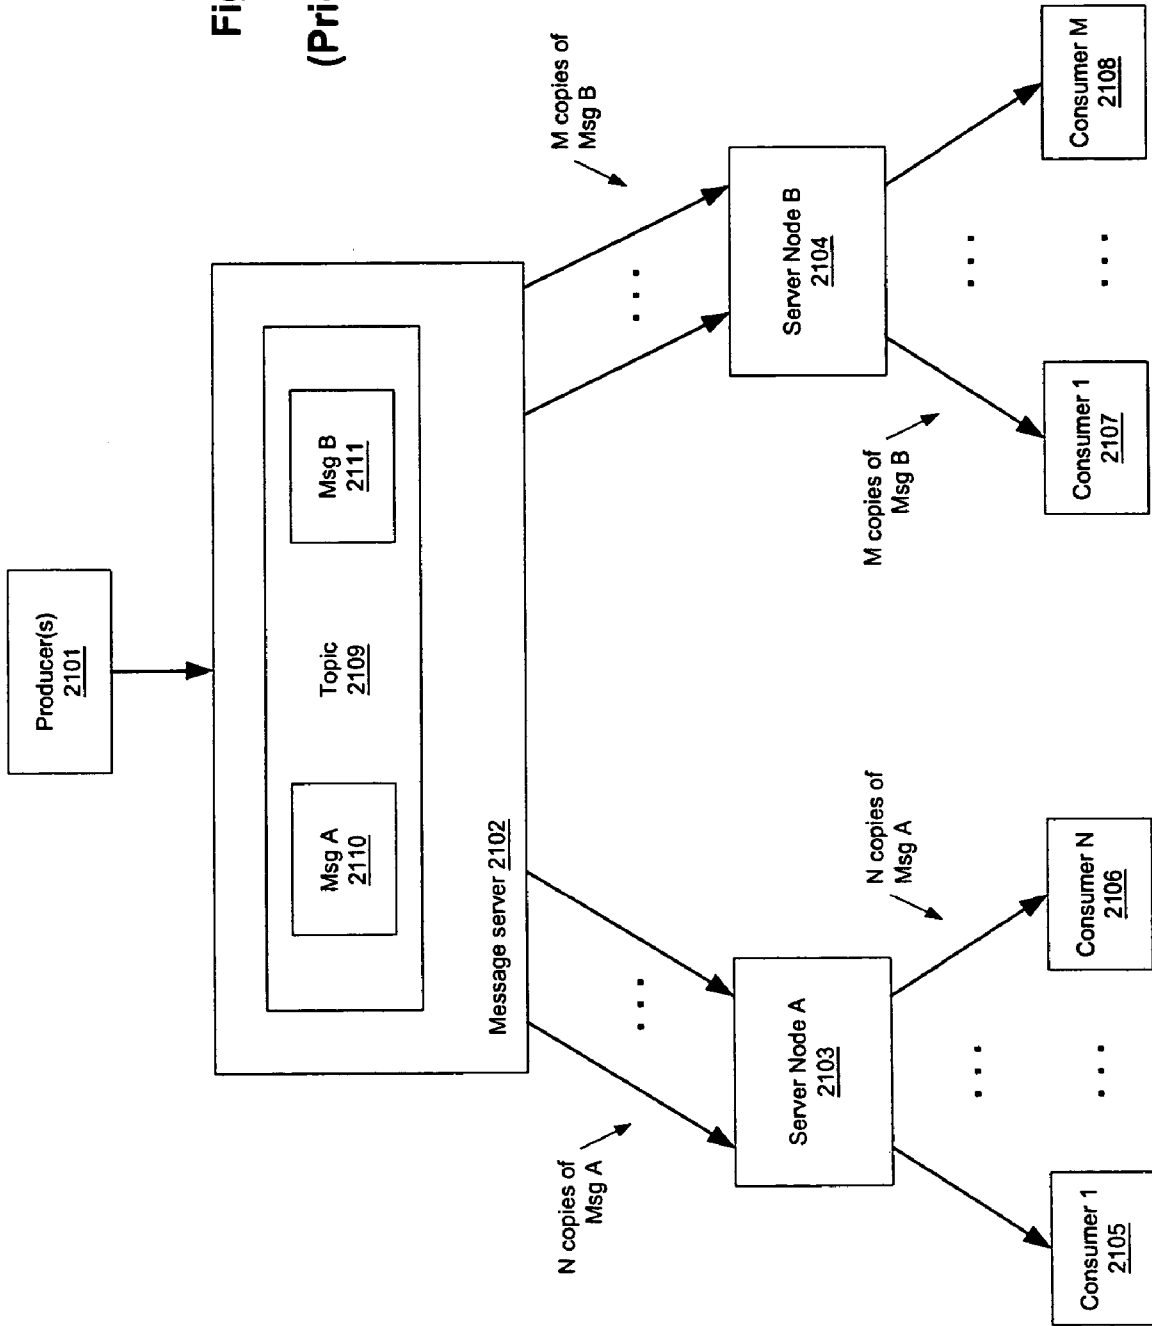 Fig
(Pri
Producer(s)
2101
Msg A
2110
Topic
2109
Msg B
2111
Message server 2102
N copies of
Msg A
M copies of
Msg B
Server Node A
2103
Server Node B
2104
N copies of
Msg A
M copies of
Msg B
Consumer 1
2105
Consumer N
2106
Consumer 1
2107
Consumer M
2108